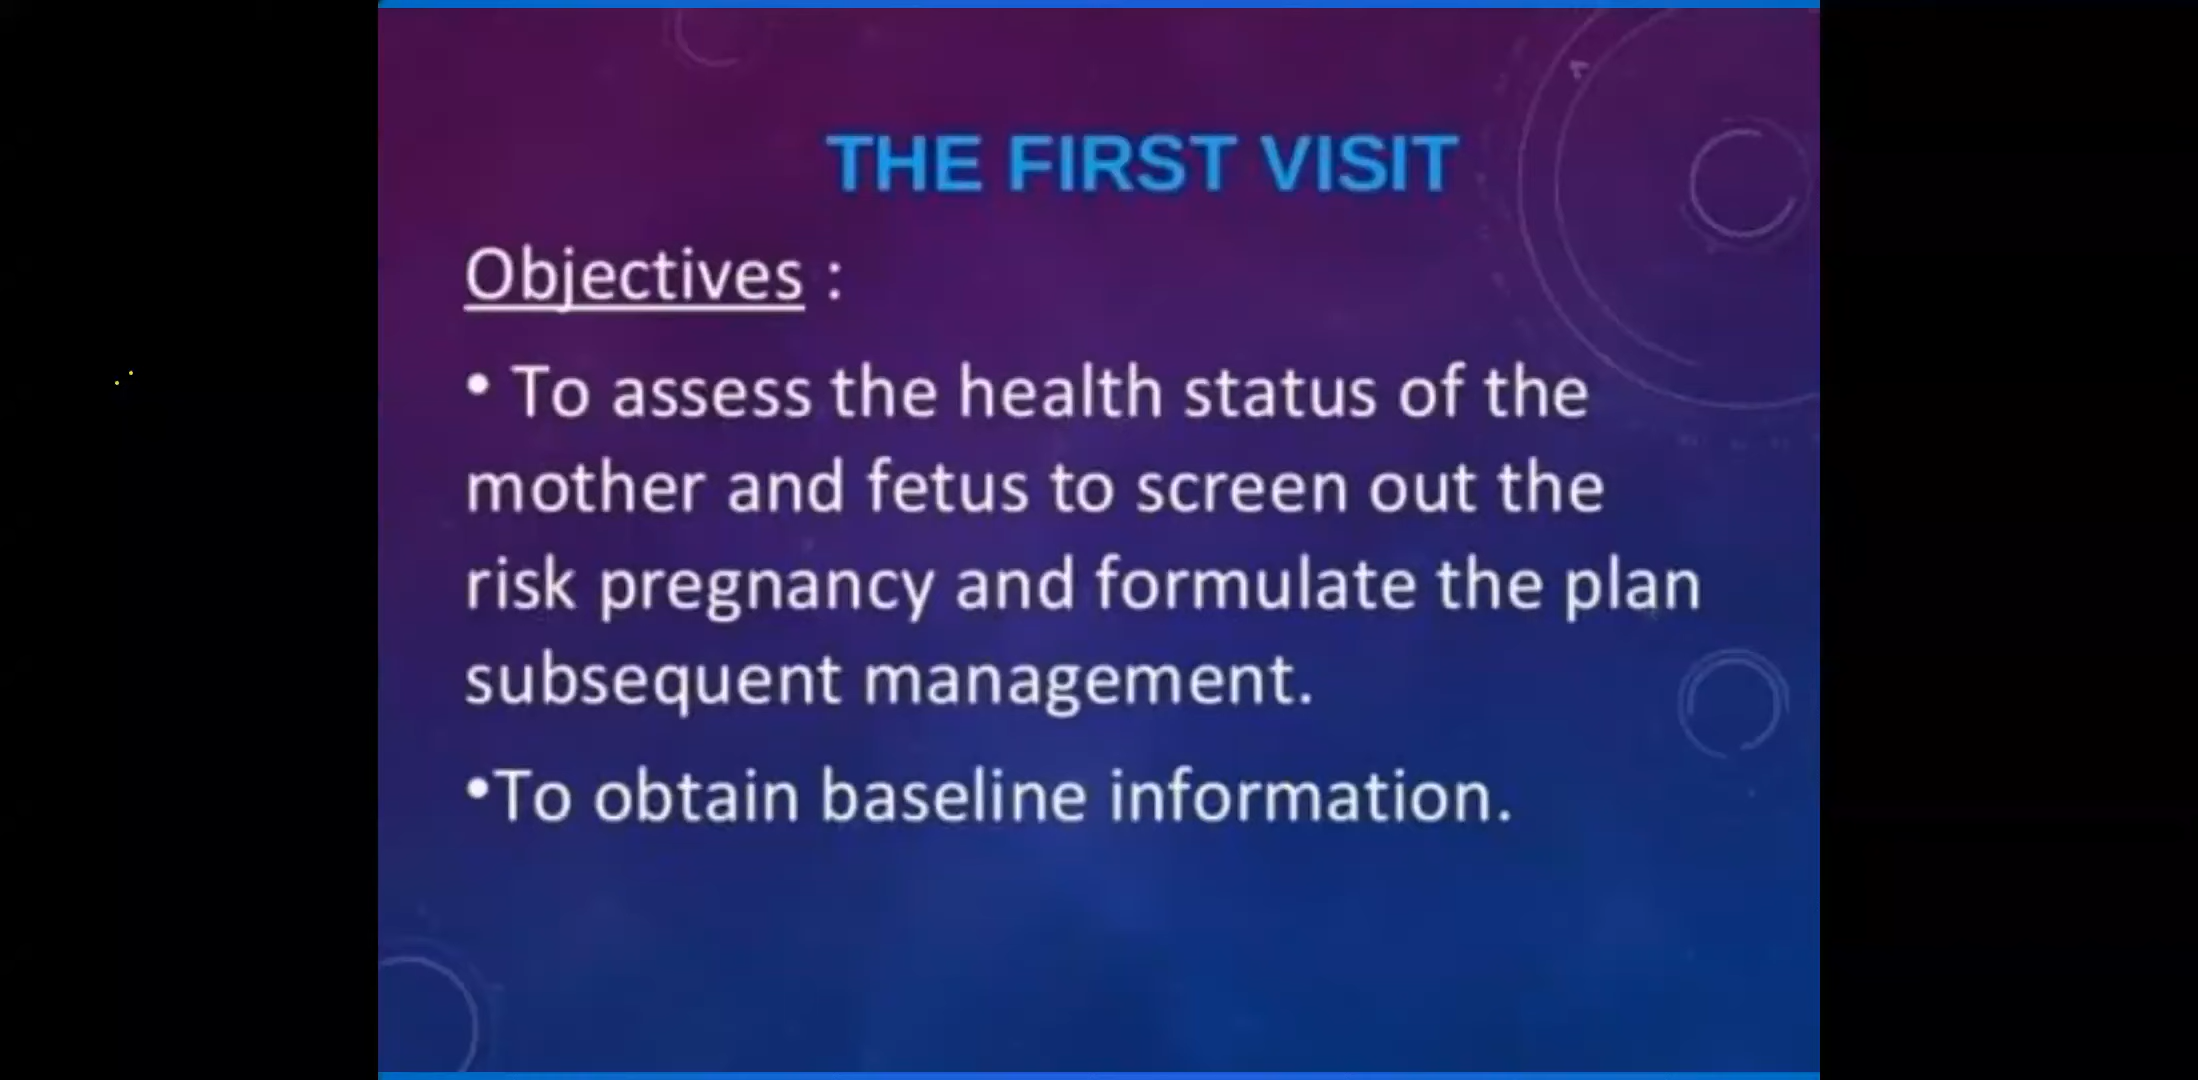 THE FIRST VISIT
Objectives :
• To assess the health status of the
mother and fetus to screen out the
risk pregnancy and formulate the plan
subsequent management.
•To obtain baseline information.